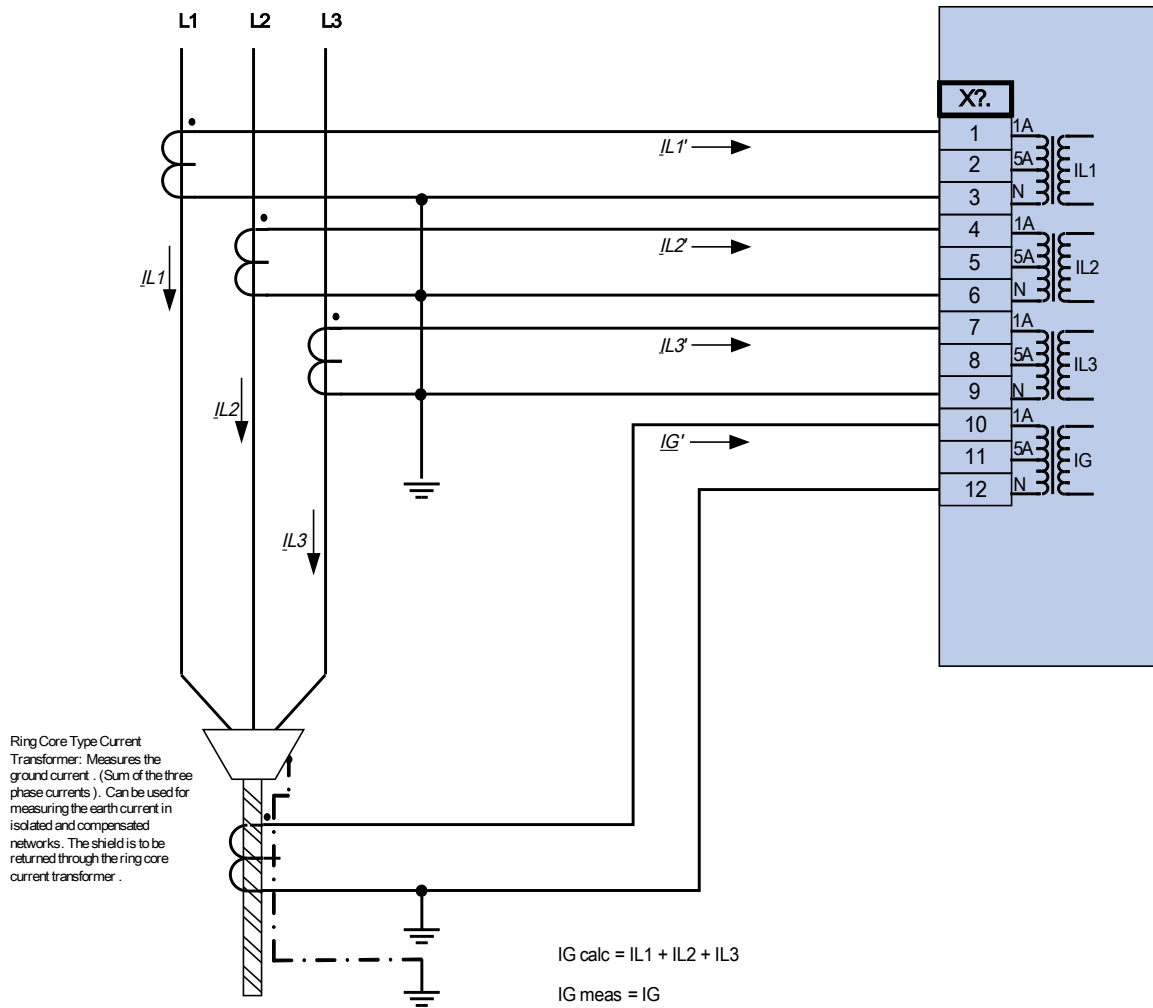 L1 L2 L3
X?.
1 1A
2 5A IL1
3 N
4 1A
5 5A IL2
6 N
7 1A
8 5A IL3
9 N
10 1A
11 5A IG
12 N
IL1'
IL2'
IL3'
IG'
IL1
IL2
IL3
Ring Core Type Current
Transformer: Measures the
ground current . (Sum of the three
phase currents ). Can be used for
measuring the earth current in
isolated and compensated
networks. The shield is to be
returned through the ring core
current transformer .
IG calc = IL1 + IL2 + IL3
IG meas = IG